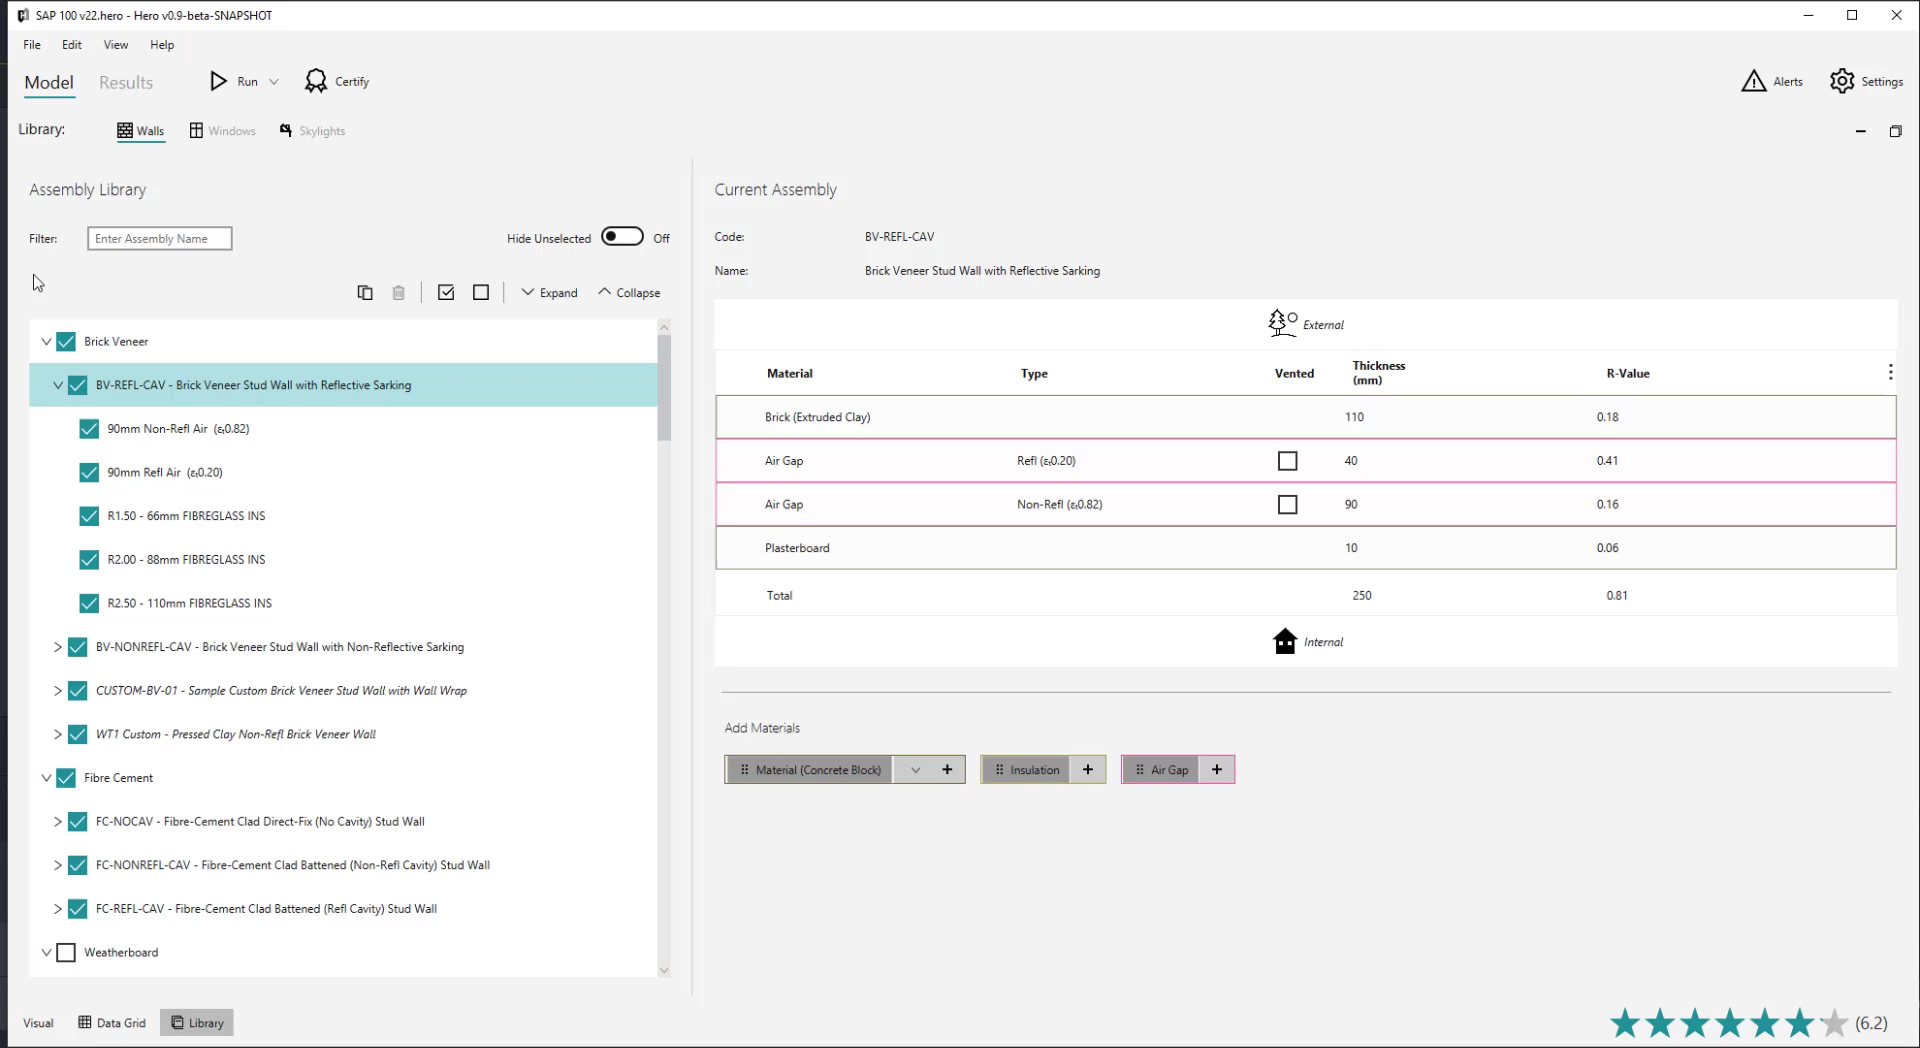 SAP 100 v22.hero - Hero v0.9-beta-SNAPSHOT
File Edit View Help
Model Results Run Certify Alerts Settings
Library: Walls Windows Skylights
Assembly Library
Filter: Enter Assembly Name Hide Unselected Off
Expand Collapse
Brick Veneer
BV-REFL-CAV - Brick Veneer Stud Wall with Reflective Sarking
90mm Non-Refl Air (εₜ0.82)
90mm Refl Air (εₜ0.20)
R1.50 - 66mm FIBREGLASS INS
R2.00 - 88mm FIBREGLASS INS
R2.50 - 110mm FIBREGLASS INS
BV-NONREFL-CAV - Brick Veneer Stud Wall with Non-Reflective Sarking
CUSTOM-BV-01 - Sample Custom Brick Veneer Stud Wall with Wall Wrap
WT1 Custom - Pressed Clay Non-Refl Brick Veneer Wall
Fibre Cement
FC-NOCAV - Fibre-Cement Clad Direct-Fix (No Cavity) Stud Wall
FC-NONREFL-CAV - Fibre-Cement Clad Battened (Non-Refl Cavity) Stud Wall
FC-REFL-CAV - Fibre-Cement Clad Battened (Refl Cavity) Stud Wall
Weatherboard
Current Assembly
Code: BV-REFL-CAV
Name: Brick Veneer Stud Wall with Reflective Sarking
External
Material Type Vented Thickness (mm) R-Value
Brick (Extruded Clay) 110 0.18
Air Gap Refl (εₜ0.20) 40 0.41
Air Gap Non-Refl (εₜ0.82) 90 0.16
Plasterboard 10 0.06
Total 250 0.81
Internal
Add Materials
Material (Concrete Block) + Insulation + Air Gap +
Visual Data Grid Library (6.2)